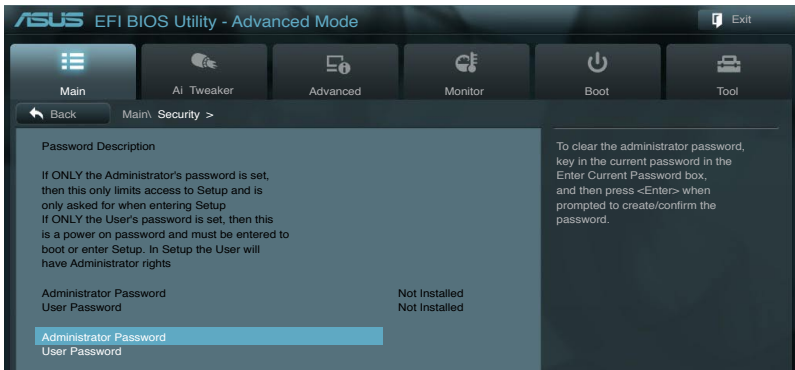 ASUS EFI BIOS Utility - Advanced Mode
Exit
Main
Ai Tweaker
Advanced
Monitor
Boot
Tool
Back
Main\ Security >
Password Description
If ONLY the Administrator's password is set,
then this only limits access to Setup and is
only asked for when entering Setup
If ONLY the User's password is set, then this
is a power on password and must be entered to
boot or enter Setup. In Setup the User will
have Administrator rights
Administrator Password Not Installed
User Password Not Installed
Administrator Password
User Password
To clear the administrator password,
key in the current password in the
Enter Current Password box,
and then press <Enter> when
prompted to create/confirm the
password.